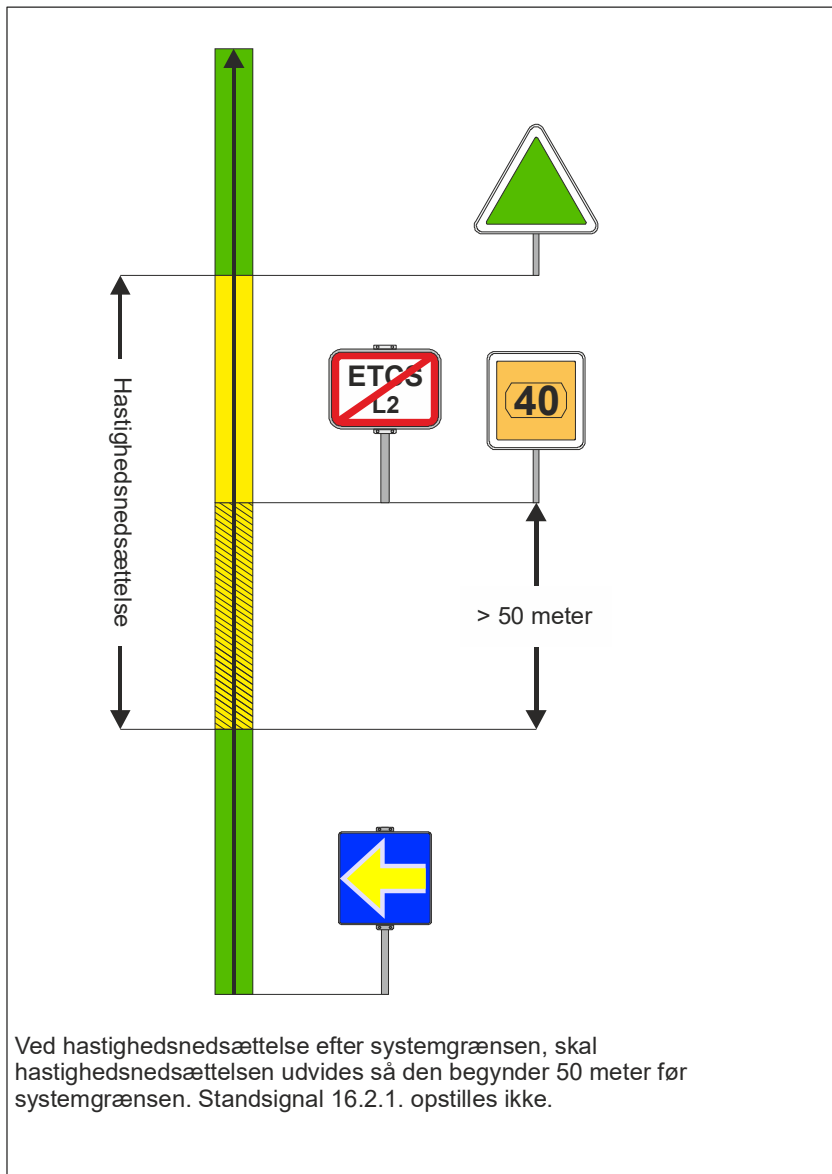 ETCS
L2
40
Hastighedsnedsættelse
> 50 meter
Ved hastighedsnedsættelse efter systemgrænsen, skal
hastighedsnedsættelsen udvides så den begynder 50 meter før
systemgrænsen. Standsignal 16.2.1. opstilles ikke.